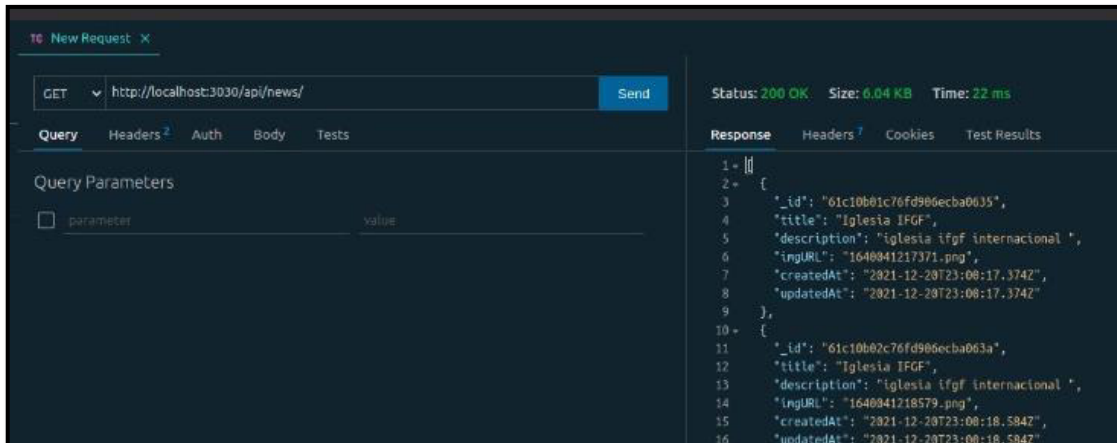 TC New Request ×
GET http://localhost:3030/api/news/ Send
Query Headers 2 Auth Body Tests
Query Parameters
parameter value
Status: 200 OK Size: 6.04 KB Time: 22 ms
Response Headers 7 Cookies Test Results
1 [
2 {
3 "_id": "61c10b01c76fd906ecba0635",
4 "title": "Iglesia IFGF",
5 "description": "iglesia ifgf internacional ",
6 "imgURL": "1640041217371.png",
7 "createdAt": "2021-12-20T23:00:17.374Z",
8 "updatedAt": "2021-12-20T23:00:17.374Z"
9 },
10 {
11 "_id": "61c10b02c76fd906ecba063a",
12 "title": "Iglesia IFGF",
13 "description": "iglesia ifgf internacional ",
14 "imgURL": "1640041218579.png",
15 "createdAt": "2021-12-20T23:00:18.584Z",
16 "updatedAt": "2021-12-20T23:00:18.584Z"